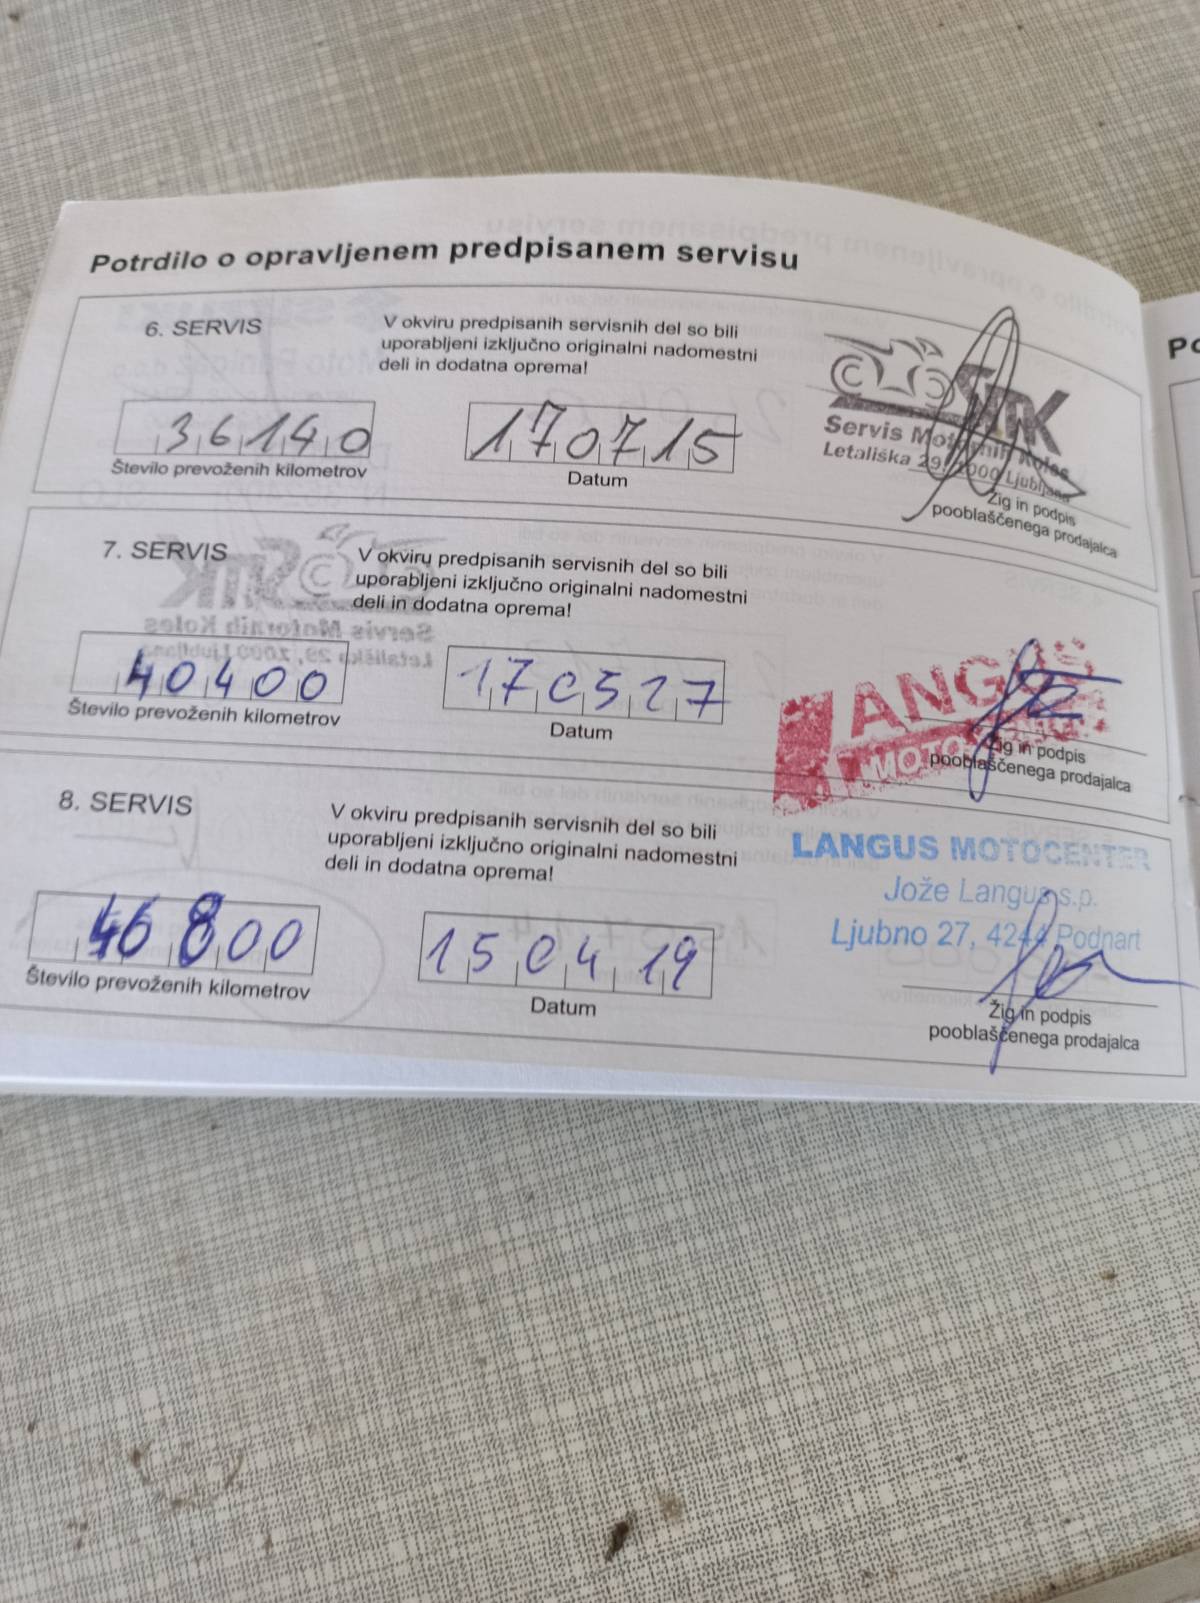 Potrdilo o opravljenem predpisanem servisu
6. SERVIS
V okviru predpisanih servisnih del so bili
uporabljeni izključno originalni nadomestni
deli in dodatna oprema!
36140
Število prevoženih kilometrov
170715
Datum
SITK
Servis Motornih Koles
Letališka 29, 1000 Ljubljana
Žig in podpis
pooblaščenega prodajalca
7. SERVIS
V okviru predpisanih servisnih del so bili
uporabljeni izključno originalni nadomestni
deli in dodatna oprema!
40400
Število prevoženih kilometrov
170527
Datum
LANGUS
MOTO
Žig in podpis
pooblaščenega prodajalca
8. SERVIS
V okviru predpisanih servisnih del so bili
uporabljeni izključno originalni nadomestni
deli in dodatna oprema!
46800
Število prevoženih kilometrov
150419
Datum
LANGUS MOTOCENTER
Jože Langus s.p.
Ljubno 27, 4244 Podnart
Žig in podpis
pooblaščenega prodajalca